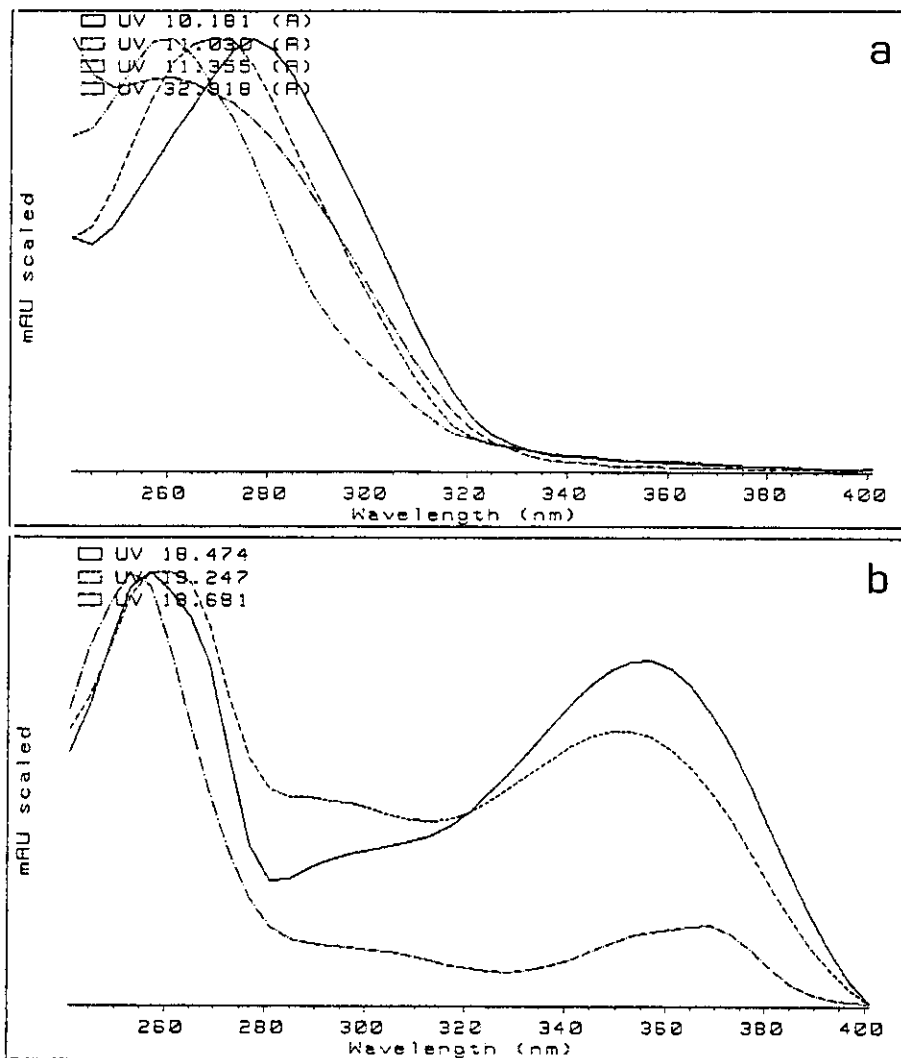 UV 10.181 (A)
UV 11.030 (A)
UV 11.355 (A)
UV 32.918 (A)
a
mAU scaled
260 280 300 320 340 360 380 400
Wavelength (nm)
UV 18.474
UV
UV 18.681
b
mAU scaled
260 280 300 320 340 360 380 400
Wavelength (nm)